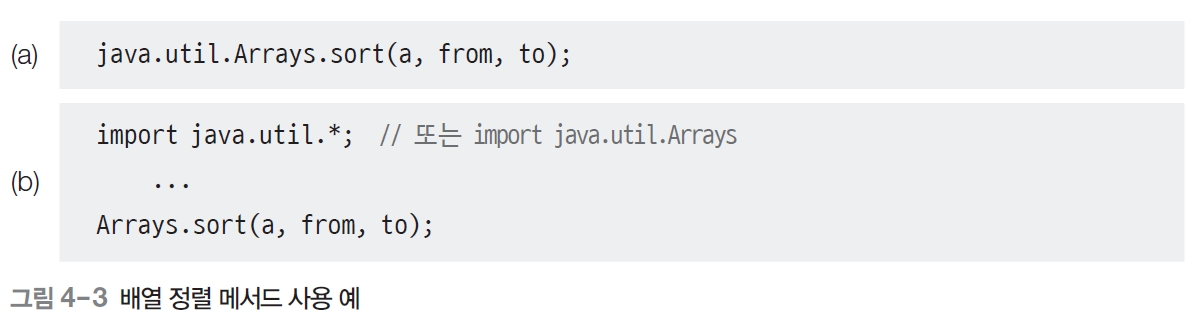 (a) java.util.Arrays.sort(a, from, to);
import java.util.*; // 또는 import java.util.Arrays
(b) ...
Arrays.sort(a, from, to);
그림 4-3 배열 정렬 메서드 사용 예